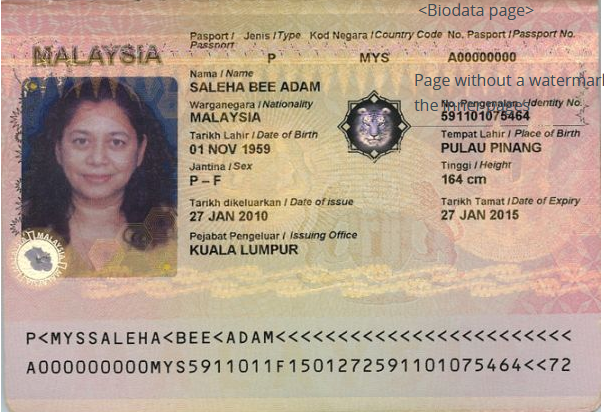 <Biodata page>
MALAYSIA
Pasport / Jenis / Type Kod Negara / Country Code No. Pasport / Passport No.
Passport
P MYS A00000000
Nama / Name
SALEHA BEE ADAM
Page without a watermark
the inner page
Warganegara / Nationality No. Pengenalan / Identity No.
MALAYSIA 591101075464
Tarikh Lahir / Date of Birth Tempat Lahir / Place of Birth
01 NOV 1959 PULAU PINANG
Jantina / Sex Tinggi / Height
P – F 164 cm
Tarikh dikeluarkan / Date of issue Tarikh Tamat / Date of Expiry
27 JAN 2010 27 JAN 2015
Pejabat Pengeluar / Issuing Office
KUALA LUMPUR
MALAYSIA
P<MYSSALEHA<BEE<ADAM<<<<<<<<<<<<<<<<<<<<<<<<
A000000000MYS5911011F1501272591101075464<<72